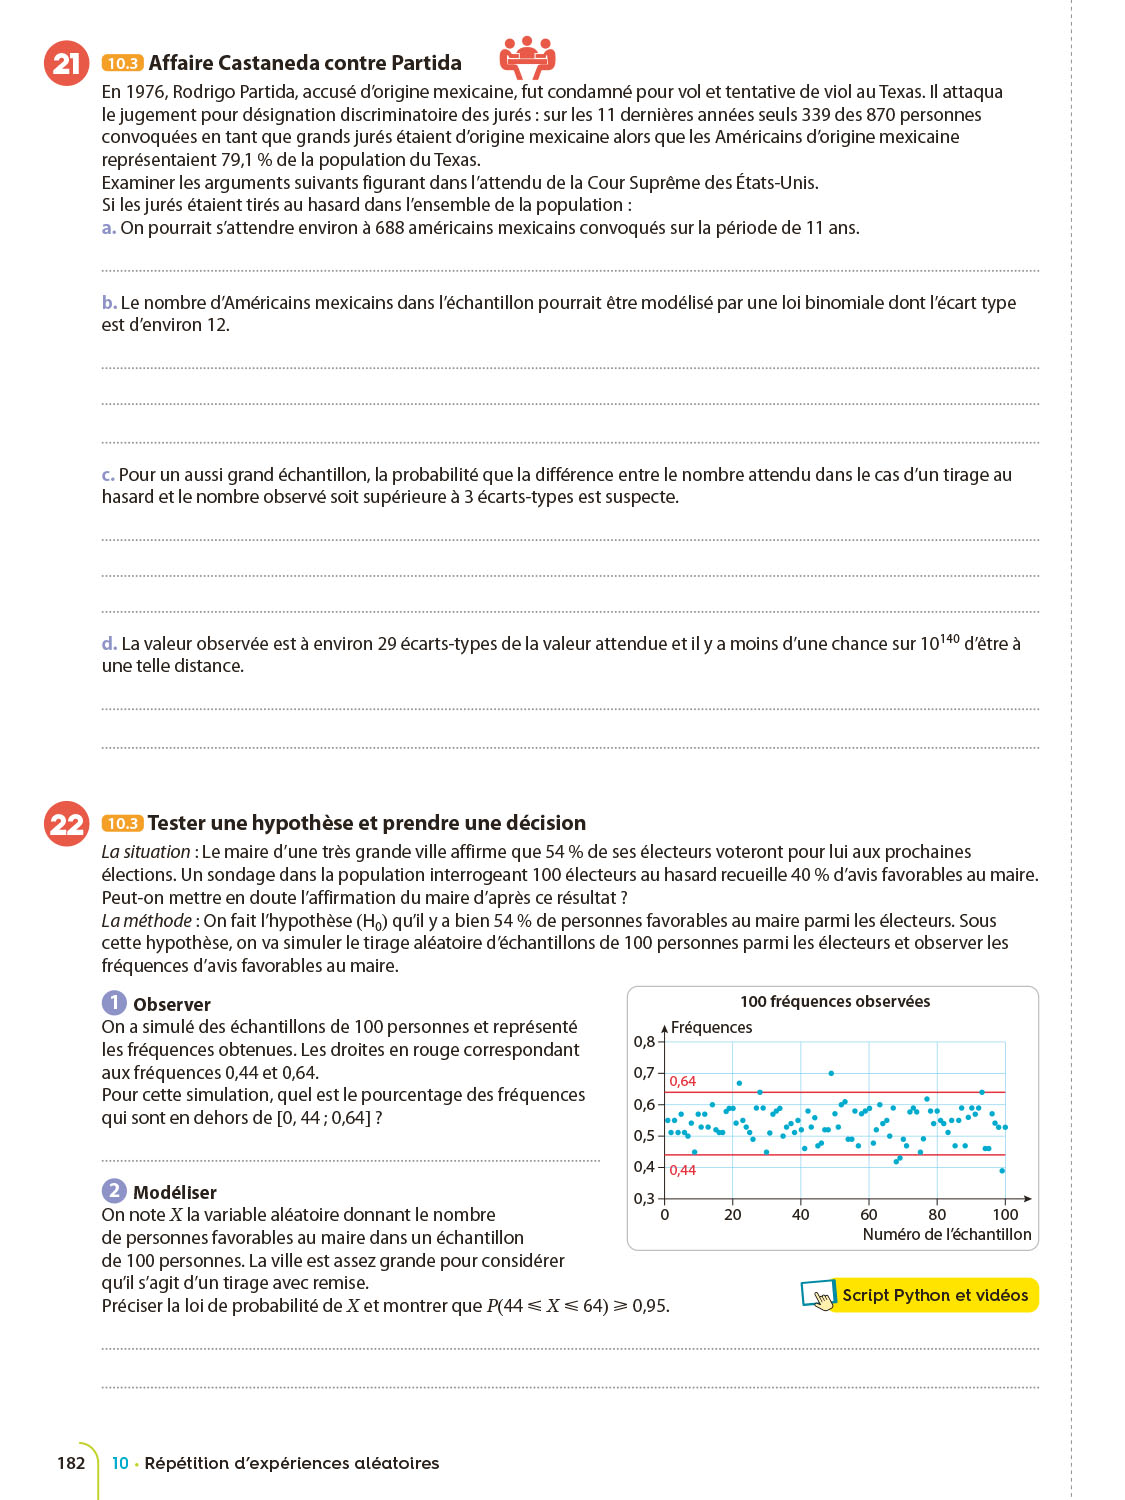 21 10.3 Affaire Castaneda contre Partida
En 1976, Rodrigo Partida, accusé d’origine mexicaine, fut condamné pour vol et tentative de viol au Texas. Il attaqua
le jugement pour désignation discriminatoire des jurés : sur les 11 dernières années seuls 339 des 870 personnes
convoquées en tant que grands jurés étaient d’origine mexicaine alors que les Américains d’origine mexicaine
représentaient 79,1 % de la population du Texas.
Examiner les arguments suivants figurant dans l’attendu de la Cour Suprême des États-Unis.
Si les jurés étaient tirés au hasard dans l’ensemble de la population :
a. On pourrait s’attendre environ à 688 américains mexicains convoqués sur la période de 11 ans.
b. Le nombre d’Américains mexicains dans l’échantillon pourrait être modélisé par une loi binomiale dont l’écart type
est d’environ 12.
c. Pour un aussi grand échantillon, la probabilité que la différence entre le nombre attendu dans le cas d’un tirage au
hasard et le nombre observé soit supérieure à 3 écarts-types est suspecte.
d. La valeur observée est à environ 29 écarts-types de la valeur attendue et il y a moins d’une chance sur 10¹⁴⁰ d’être à
une telle distance.
22 10.3 Tester une hypothèse et prendre une décision
La situation : Le maire d’une très grande ville affirme que 54 % de ses électeurs voteront pour lui aux prochaines
élections. Un sondage dans la population interrogeant 100 électeurs au hasard recueille 40 % d’avis favorables au maire.
Peut-on mettre en doute l’affirmation du maire d’après ce résultat ?
La méthode : On fait l’hypothèse (H₀) qu’il y a bien 54 % de personnes favorables au maire parmi les électeurs. Sous
cette hypothèse, on va simuler le tirage aléatoire d’échantillons de 100 personnes parmi les électeurs et observer les
fréquences d’avis favorables au maire.
1 Observer
On a simulé des échantillons de 100 personnes et représenté
les fréquences obtenues. Les droites en rouge correspondant
aux fréquences 0,44 et 0,64.
Pour cette simulation, quel est le pourcentage des fréquences
qui sont en dehors de [0, 44 ; 0,64] ?
2 Modéliser
On note X la variable aléatoire donnant le nombre
de personnes favorables au maire dans un échantillon
de 100 personnes. La ville est assez grande pour considérer
qu’il s’agit d’un tirage avec remise.
Préciser la loi de probabilité de X et montrer que P(44 ⩽ X ⩽ 64) ⩾ 0,95.
100 fréquences observées
Fréquences
0,8
0,7
0,64
0,6
0,5
0,4
0,44
0,3
0 20 40 60 80 100
Numéro de l’échantillon
Script Python et vidéos
182 10 • Répétition d’expériences aléatoires